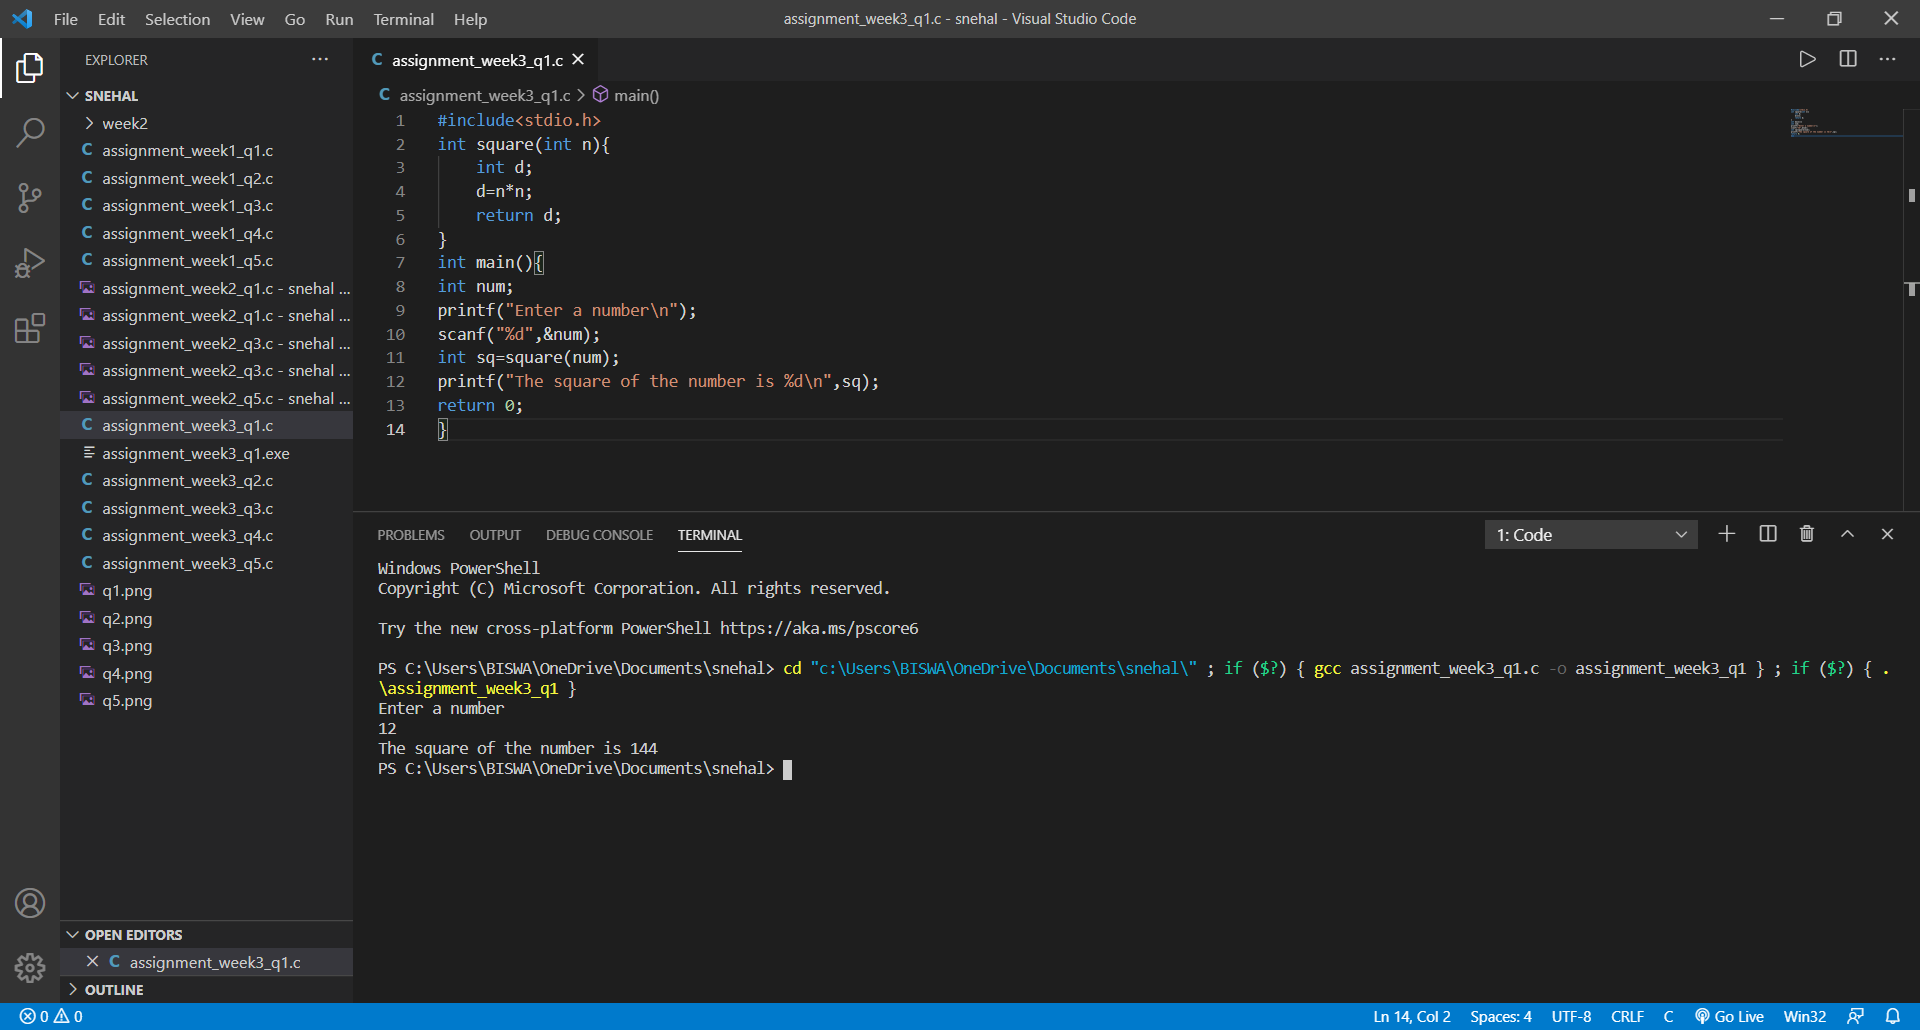 File Edit Selection View Go Run Terminal Help
assignment_week3_q1.c - snehal - Visual Studio Code
EXPLORER
SNEHAL
week2
C assignment_week1_q1.c
C assignment_week1_q2.c
C assignment_week1_q3.c
C assignment_week1_q4.c
C assignment_week1_q5.c
assignment_week2_q1.c - snehal ...
assignment_week2_q1.c - snehal ...
assignment_week2_q3.c - snehal ...
assignment_week2_q3.c - snehal ...
assignment_week2_q5.c - snehal ...
C assignment_week3_q1.c
assignment_week3_q1.exe
C assignment_week3_q2.c
C assignment_week3_q3.c
C assignment_week3_q4.c
C assignment_week3_q5.c
q1.png
q2.png
q3.png
q4.png
q5.png
OPEN EDITORS
C assignment_week3_q1.c
OUTLINE
C assignment_week3_q1.c
C assignment_week3_q1.c > main()
1 #include<stdio.h>
2 int square(int n){
3 int d;
4 d=n*n;
5 return d;
6 }
7 int main(){
8 int num;
9 printf("Enter a number\n");
10 scanf("%d",&num);
11 int sq=square(num);
12 printf("The square of the number is %d\n",sq);
13 return 0;
14 }
PROBLEMS OUTPUT DEBUG CONSOLE TERMINAL
1: Code
Windows PowerShell
Copyright (C) Microsoft Corporation. All rights reserved.
Try the new cross-platform PowerShell https://aka.ms/pscore6
PS C:\Users\BISWA\OneDrive\Documents\snehal> cd "c:\Users\BISWA\OneDrive\Documents\snehal\" ; if ($?) { gcc assignment_week3_q1.c -o assignment_week3_q1 } ; if ($?) { .
\assignment_week3_q1 }
Enter a number
12
The square of the number is 144
PS C:\Users\BISWA\OneDrive\Documents\snehal>
0 0
Ln 14, Col 2 Spaces: 4 UTF-8 CRLF C Go Live Win32